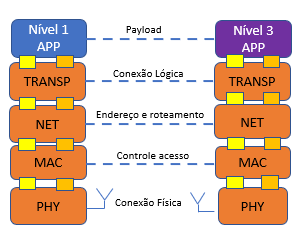 Nível 1
APP
Payload
Nível 3
APP
TRANSP
Conexão Lógica
TRANSP
NET
Endereço e roteamento
NET
MAC
Controle acesso
MAC
PHY
Conexão Física
PHY